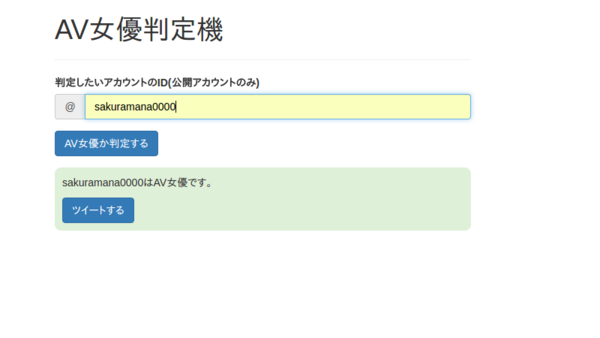 AV女優判定機
判定したいアカウントのID(公開アカウントのみ)
@ sakuramana0000
AV女優か判定する
sakuramana0000はAV女優です。
ツイートする